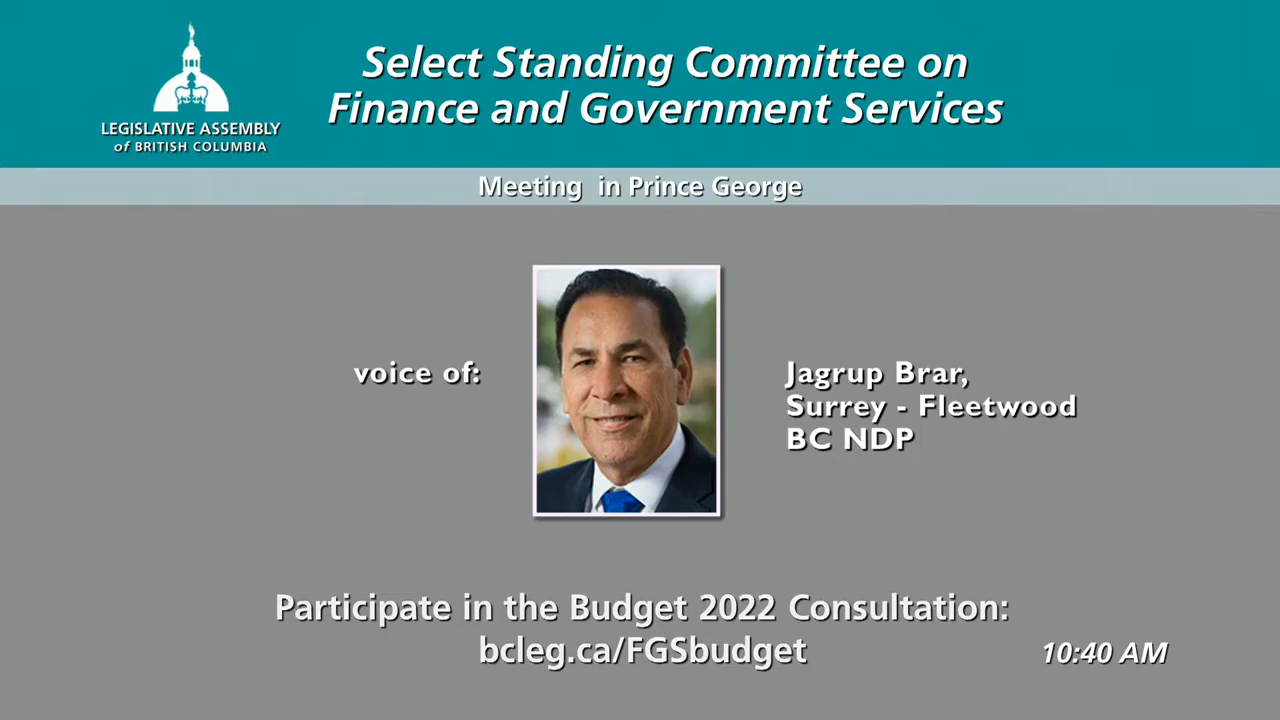 Select Standing Committee on
Finance and Government Services
LEGISLATIVE ASSEMBLY
of BRITISH COLUMBIA
Meeting in Prince George
voice of:
Jagrup Brar,
Surrey - Fleetwood
BC NDP
Participate in the Budget 2022 Consultation:
bcleg.ca/FGSbudget
10:40 AM